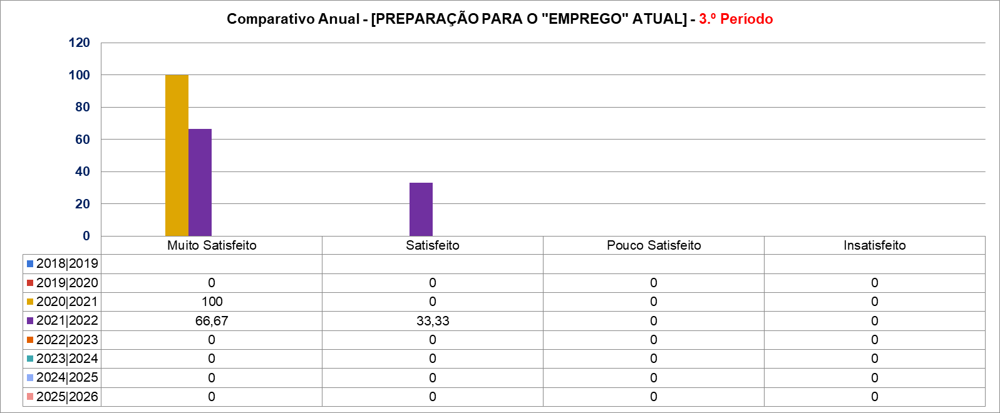 Comparativo Anual - [PREPARAÇÃO PARA O "EMPREGO" ATUAL] - 3.º Período
120
100
80
60
40
20
0
Muito Satisfeito Satisfeito Pouco Satisfeito Insatisfeito
2018|2019
2019|2020 0 0 0 0
2020|2021 100 0 0 0
2021|2022 66,67 33,33 0 0
2022|2023 0 0 0 0
2023|2024 0 0 0 0
2024|2025 0 0 0 0
2025|2026 0 0 0 0